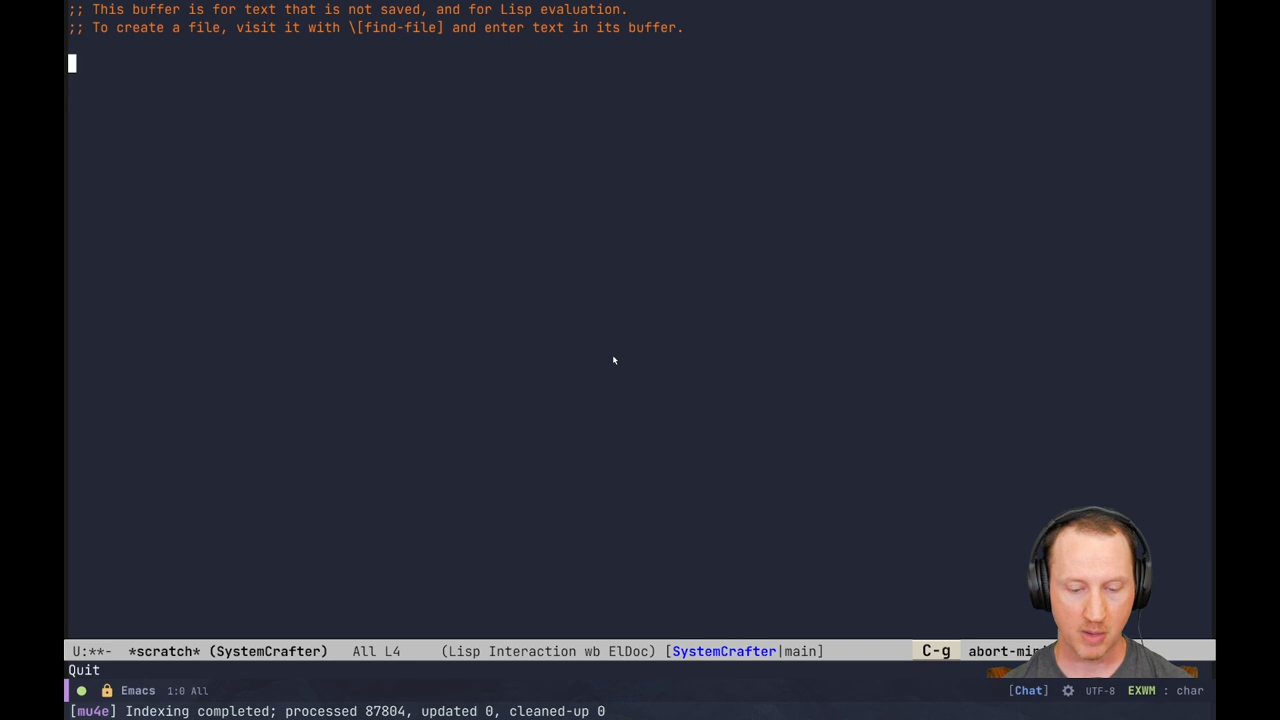 ;; This buffer is for text that is not saved, and for Lisp evaluation.
;; To create a file, visit it with \[find-file] and enter text in its buffer.
U:**-  *scratch* (SystemCrafter)   All L4     (Lisp Interaction wb ElDoc) [SystemCrafter|main]   C-g  abort-min
Quit
Emacs  1:0 All   [Chat]  UTF-8  EXWM : char
[mu4e] Indexing completed; processed 87804, updated 0, cleaned-up 0